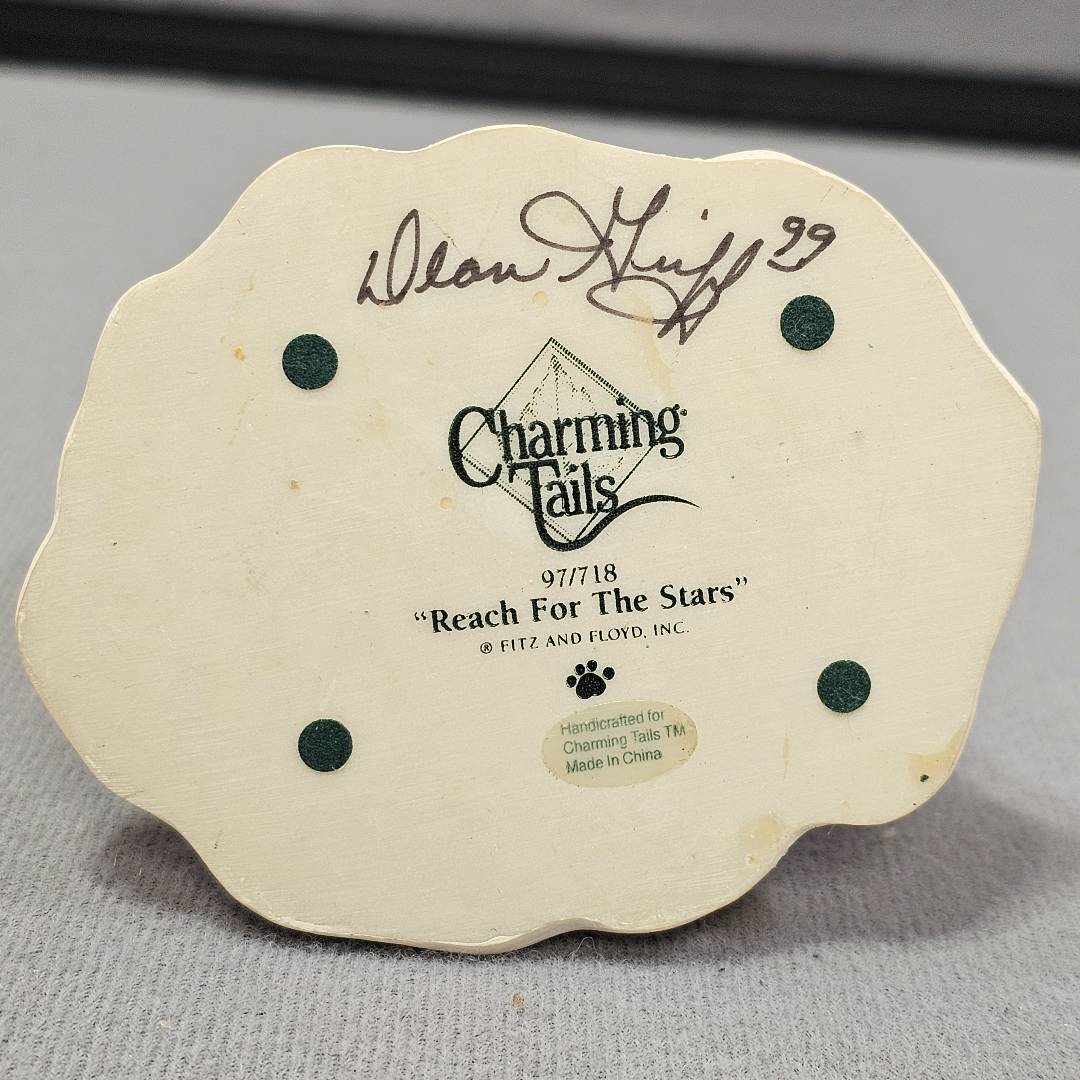 Dean Griff 99
Charming®
Tails
97/718
“Reach For The Stars”
® FITZ AND FLOYD, INC.
Handicrafted for
Charming Tails TM
Made In China